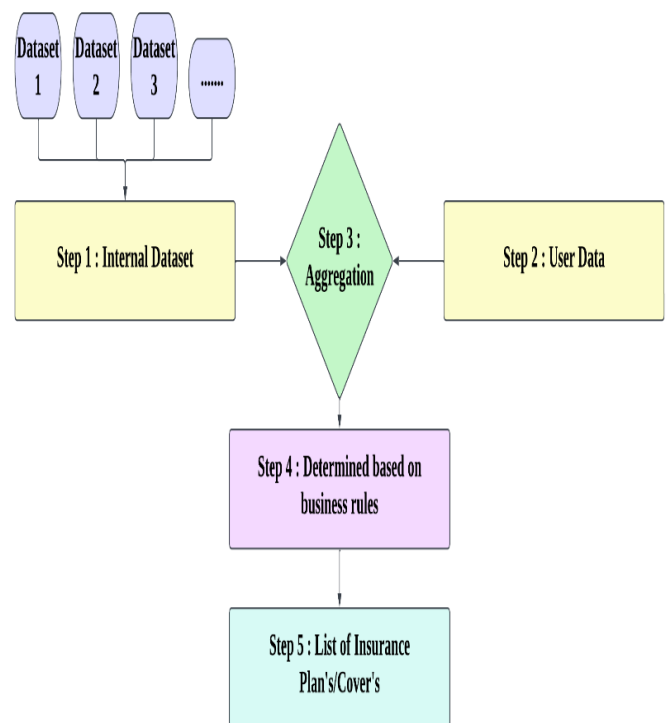 Dataset
1
Dataset
2
Dataset
3
.......
Step 1 : Internal Dataset
Step 3 :
Aggregation
Step 2 : User Data
Step 4 : Determined based on
business rules
Step 5 : List of Insurance
Plan's/Cover's